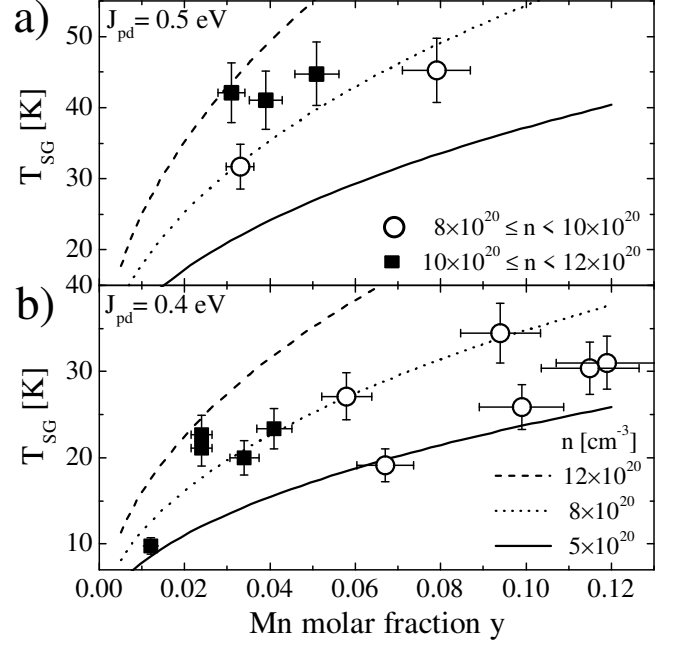 a)
J_pd = 0.5 eV
50
40
30
20
T_SG [K]
8×10^20 ≤ n < 10×10^20
10×10^20 ≤ n < 12×10^20
b)
J_pd = 0.4 eV
40
30
20
10
T_SG [K]
n [cm^-3]
12×10^20
8×10^20
5×10^20
0.00 0.02 0.04 0.06 0.08 0.10 0.12
Mn molar fraction y